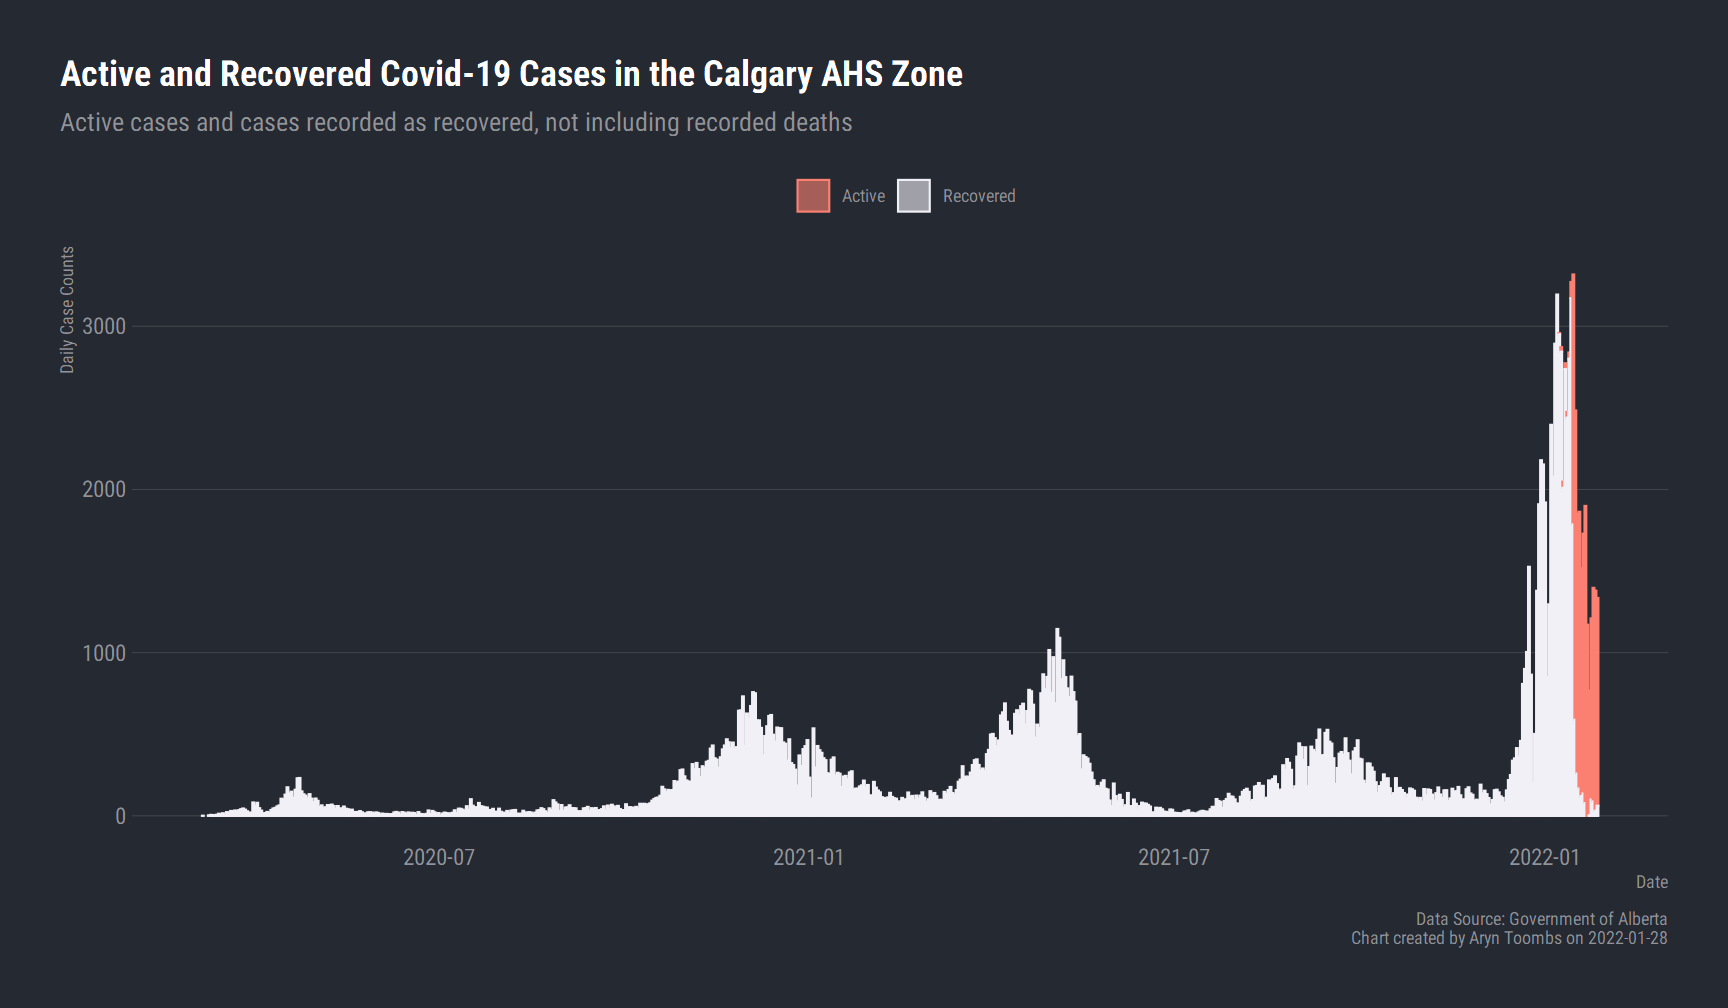 Active and Recovered Covid-19 Cases in the Calgary AHS Zone
Active cases and cases recorded as recovered, not including recorded deaths
Active
Recovered
Daily Case Counts
3000
2000
1000
0
2020-07
2021-01
2021-07
2022-01
Date
Data Source: Government of Alberta
Chart created by Aryn Toombs on 2022-01-28